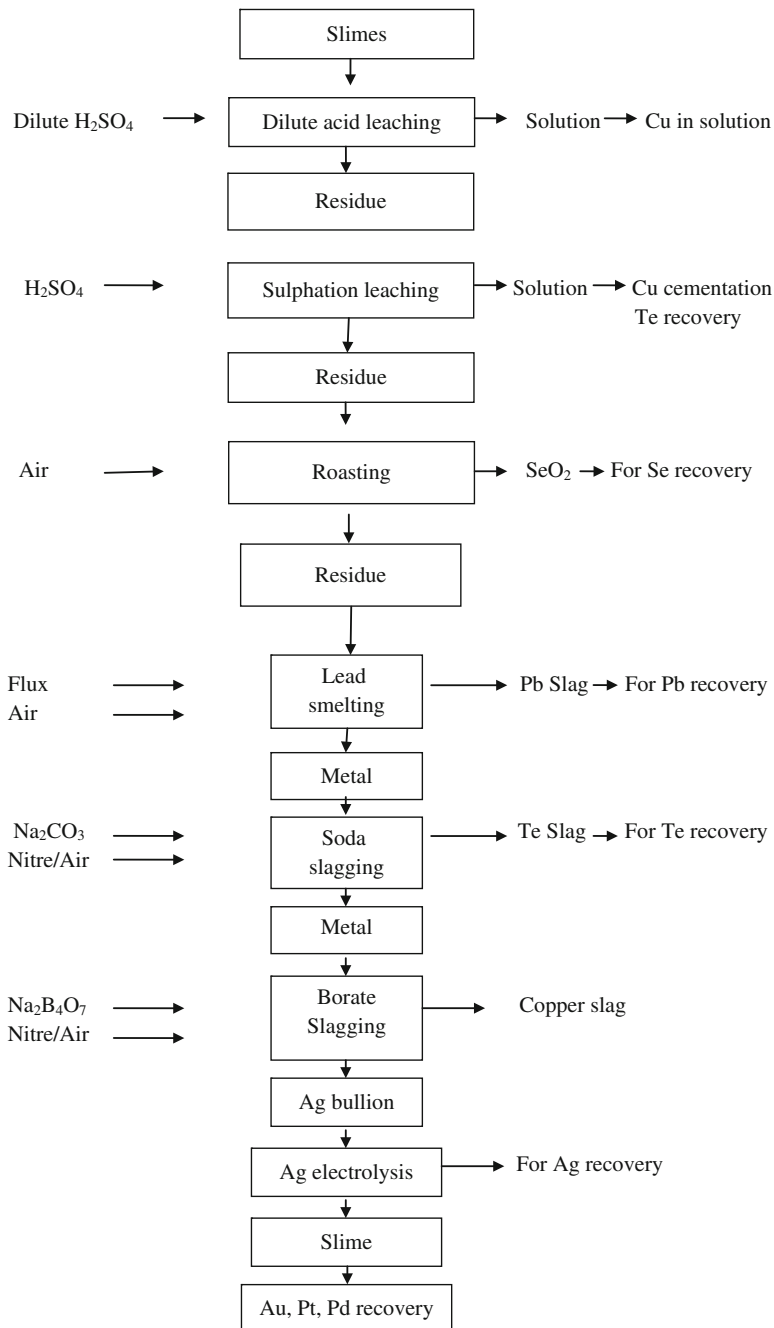 Slimes
Dilute H₂SO₄
Dilute acid leaching
Solution
Cu in solution
Residue
H₂SO₄
Sulphation leaching
Solution
Cu cementation
Te recovery
Residue
Air
Roasting
SeO₂
For Se recovery
Residue
Flux
Air
Lead
smelting
Pb Slag
For Pb recovery
Metal
Na₂CO₃
Nitre/Air
Soda
slagging
Te Slag
For Te recovery
Metal
Na₂B₄O₇
Nitre/Air
Borate
Slagging
Copper slag
Ag bullion
Ag electrolysis
For Ag recovery
Slime
Au, Pt, Pd recovery